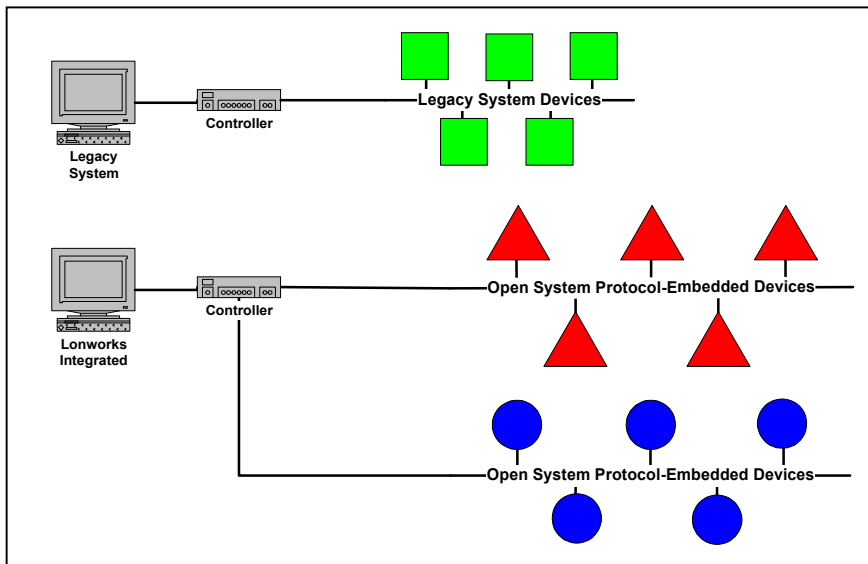 Legacy System Devices
Controller
Legacy
System
Open System Protocol-Embedded Devices
Controller
Lonworks
Integrated
Open System Protocol-Embedded Devices